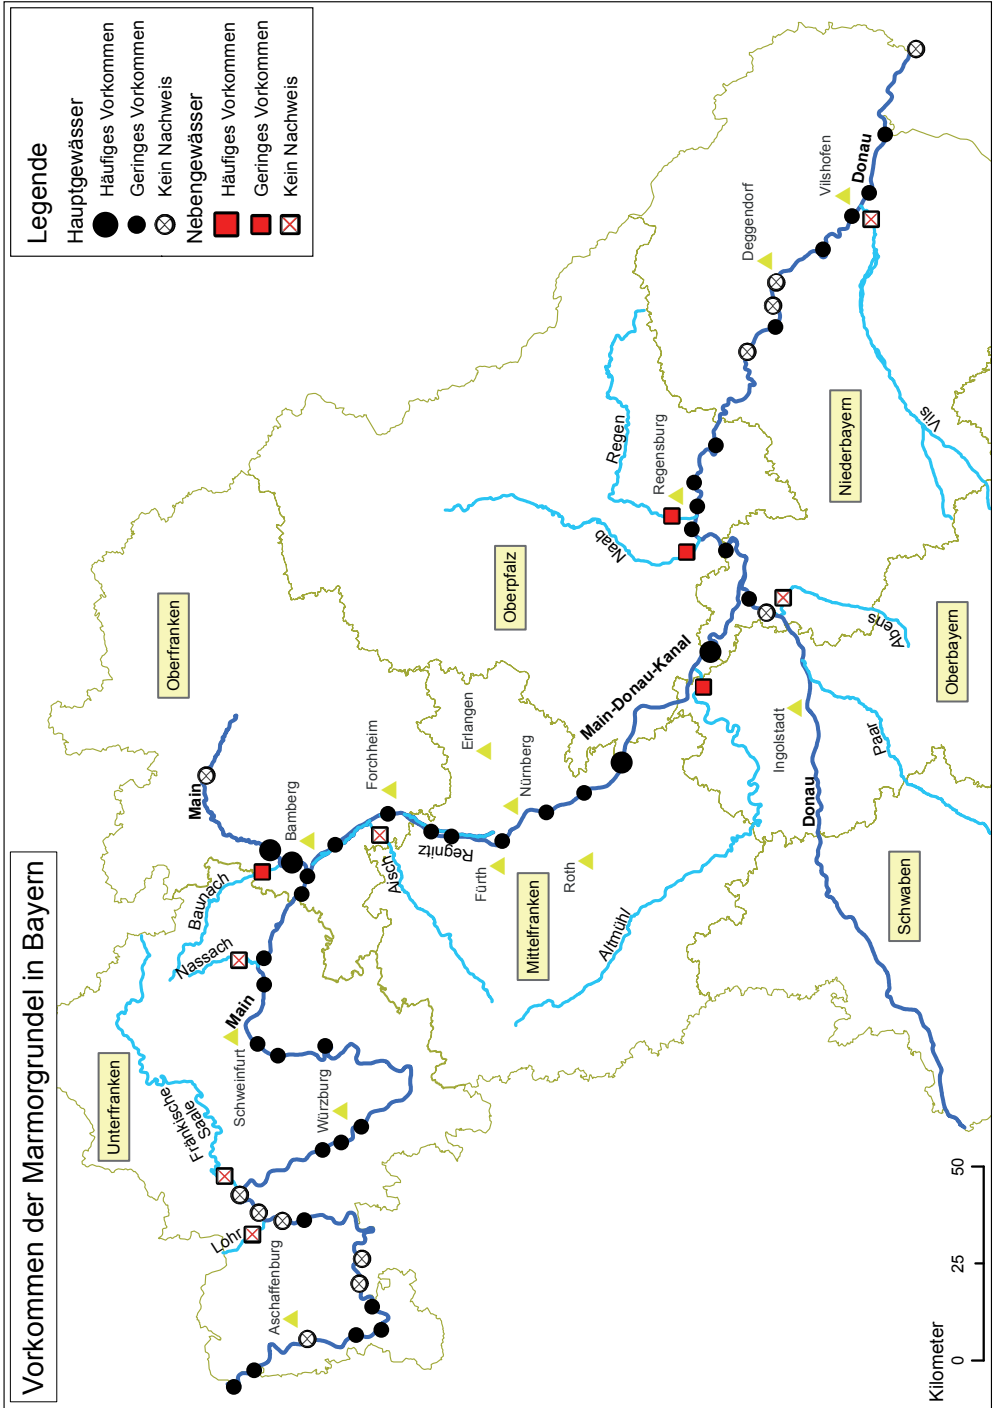 Vorkommen der Marmorgrundel in Bayern
Legende
Hauptgewässer
Häufiges Vorkommen
Geringes Vorkommen
Kein Nachweis
Nebengewässer
Häufiges Vorkommen
Geringes Vorkommen
Kein Nachweis
Unterfranken
Oberfranken
Fränkische
Saale
Nassach
Baunach
Main
Lohr
Schweinfurt
Main
Bamberg
Aschaffenburg
Würzburg
Forchheim
Aisch
Regnitz
Erlangen
Fürth
Nürnberg
Oberpfalz
Mittelfranken
Roth
Main-Donau-Kanal
Naab
Regen
Regensburg
Altmühl
Deggendorf
Vilshofen
Donau
Ingolstadt
Donau
Niederbayern
Abens
Paar
Vils
Schwaben
Oberbayern
Kilometer
0 25 50